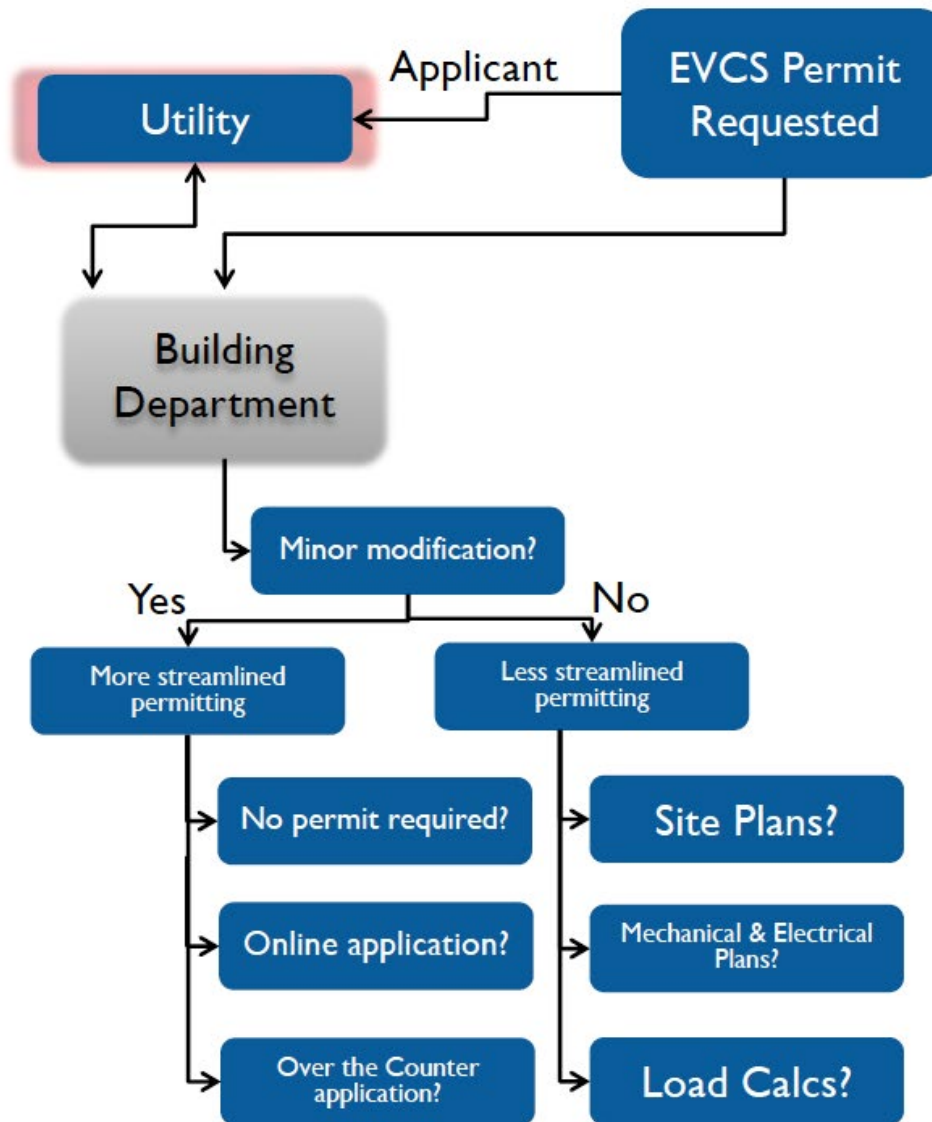 Applicant
EVCS Permit
Requested
Utility
Building
Department
Minor modification?
Yes
No
More streamlined
permitting
Less streamlined
permitting
No permit required?
Site Plans?
Online application?
Mechanical & Electrical
Plans?
Over the Counter
application?
Load Calcs?